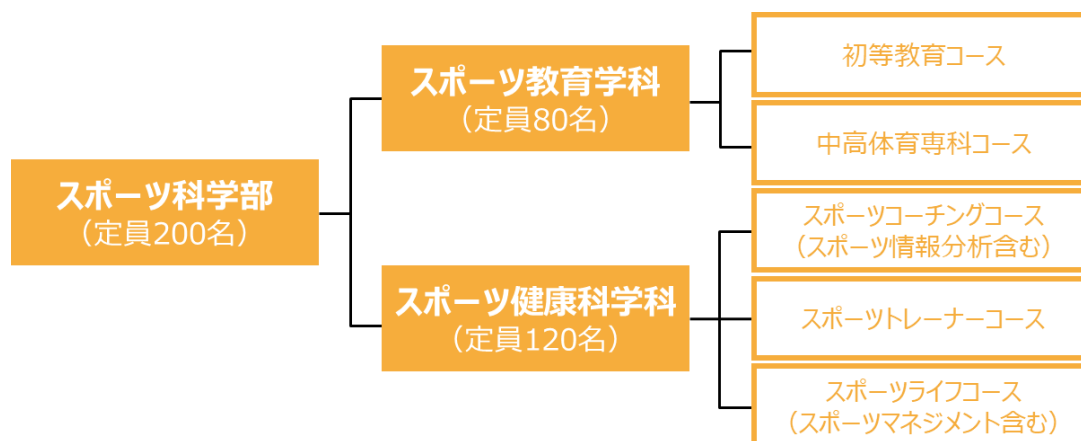 スポーツ科学部
（定員200名）
スポーツ教育学科
（定員80名）
初等教育コース
中高体育専科コース
スポーツ健康科学科
（定員120名）
スポーツコーチングコース
（スポーツ情報分析含む）
スポーツトレーナーコース
スポーツライフコース
（スポーツマネジメント含む）